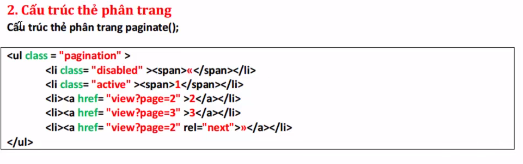 2. Cấu trúc thẻ phân trang
Cấu trúc thẻ phân trang paginate();
<ul class = "pagination" >
<li class= "disabled" ><span>«</span></li>
<li class= "active" ><span>1</span></li>
<li><a href= "view?page=2" >2</a></li>
<li><a href= "view?page=3" >3</a></li>
<li><a href= "view?page=2" rel="next">»</a></li>
</ul>